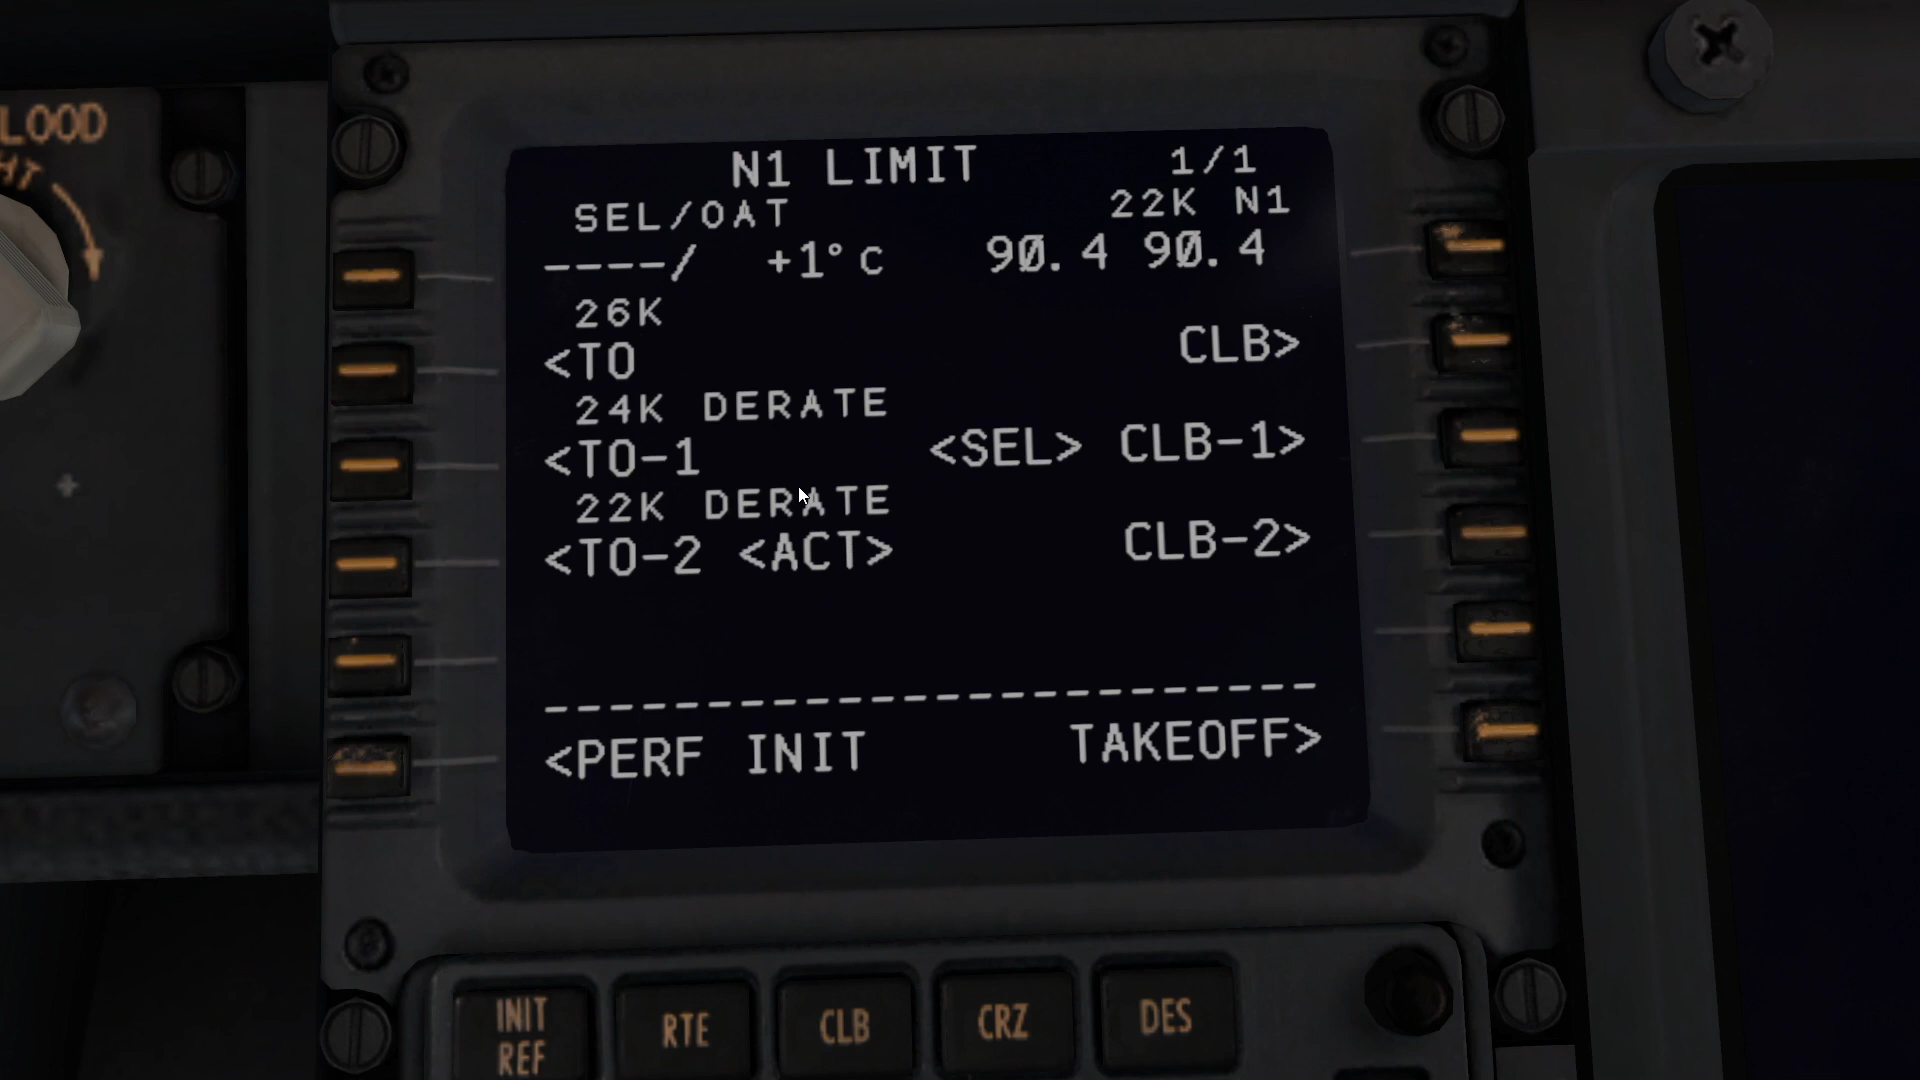 LOOD
HT
N1 LIMIT 1/1
SEL/OAT 22K N1
----/ +1°C 90.4 90.4
26K
<TO CLB>
24K DERATE
<TO-1 <SEL> CLB-1>
22K DERATE
<TO-2 <ACT> CLB-2>
------------------------
<PERF INIT TAKEOFF>
INIT REF
RTE
CLB
CRZ
DES